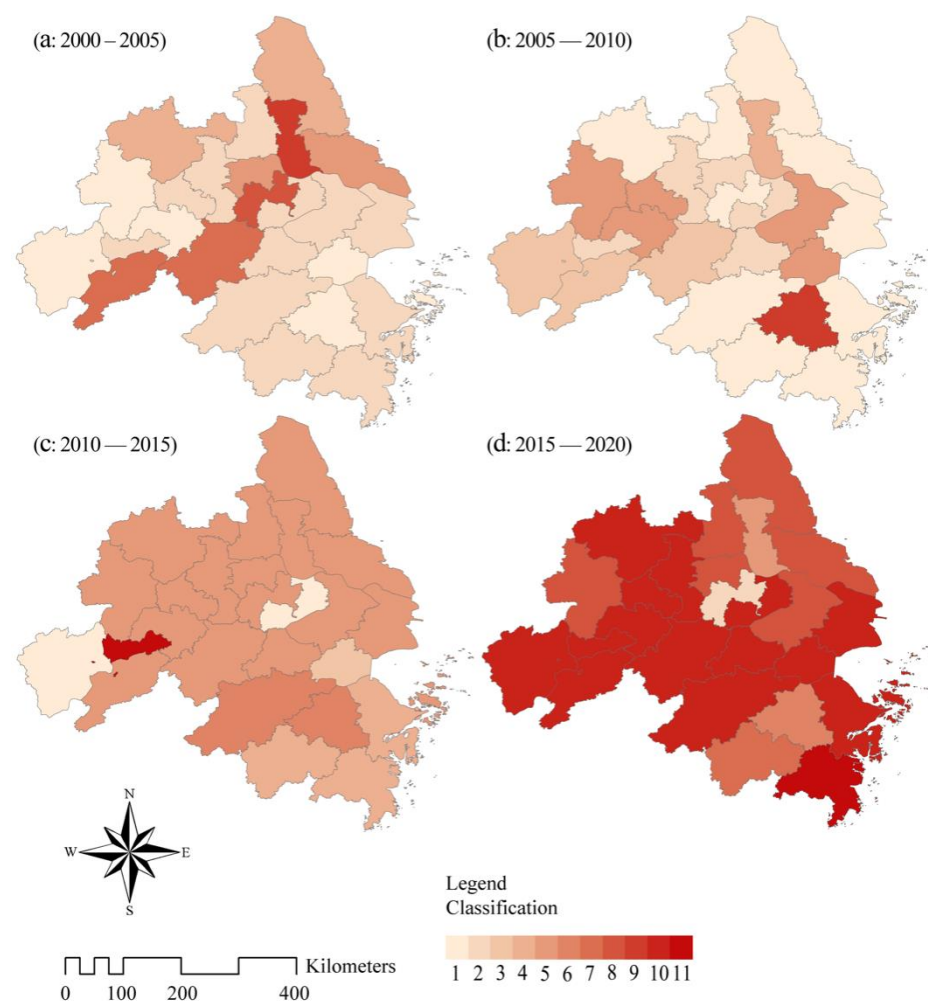 (a: 2000 – 2005)
(b: 2005 — 2010)
(c: 2010 — 2015)
(d: 2015 — 2020)
N
W
E
S
Legend
Classification
1 2 3 4 5 6 7 8 9 10 11
Kilometers
0 100 200 400